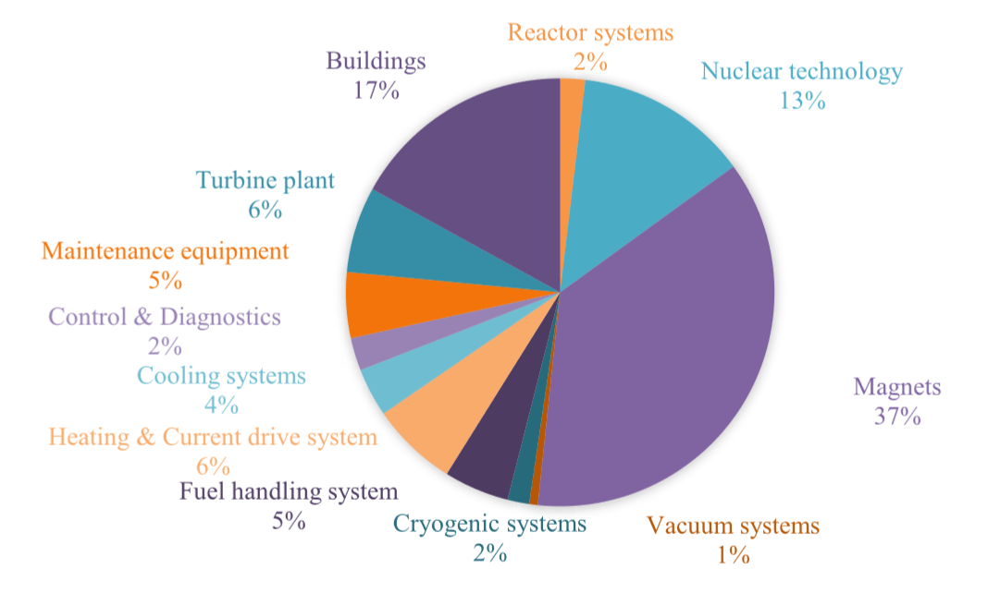 Reactor systems
2%
Nuclear technology
13%
Magnets
37%
Vacuum systems
1%
Cryogenic systems
2%
Fuel handling system
5%
Heating & Current drive system
6%
Cooling systems
4%
Control & Diagnostics
2%
Maintenance equipment
5%
Turbine plant
6%
Buildings
17%